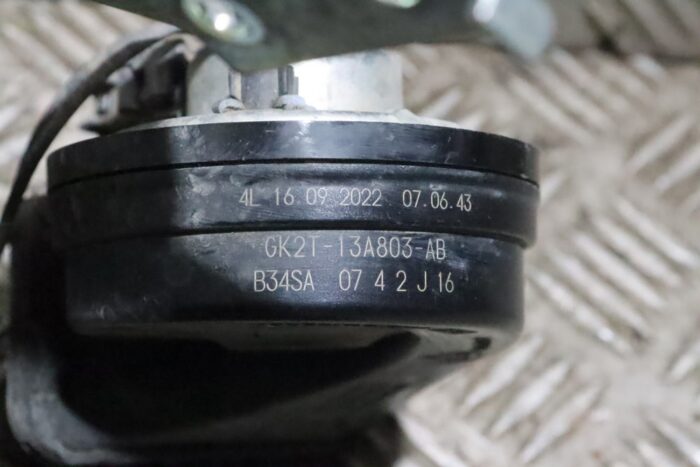 4L 16 09 2022 07.06.43
GK2T-13A803-AB
B34SA 07 4 2 J 16